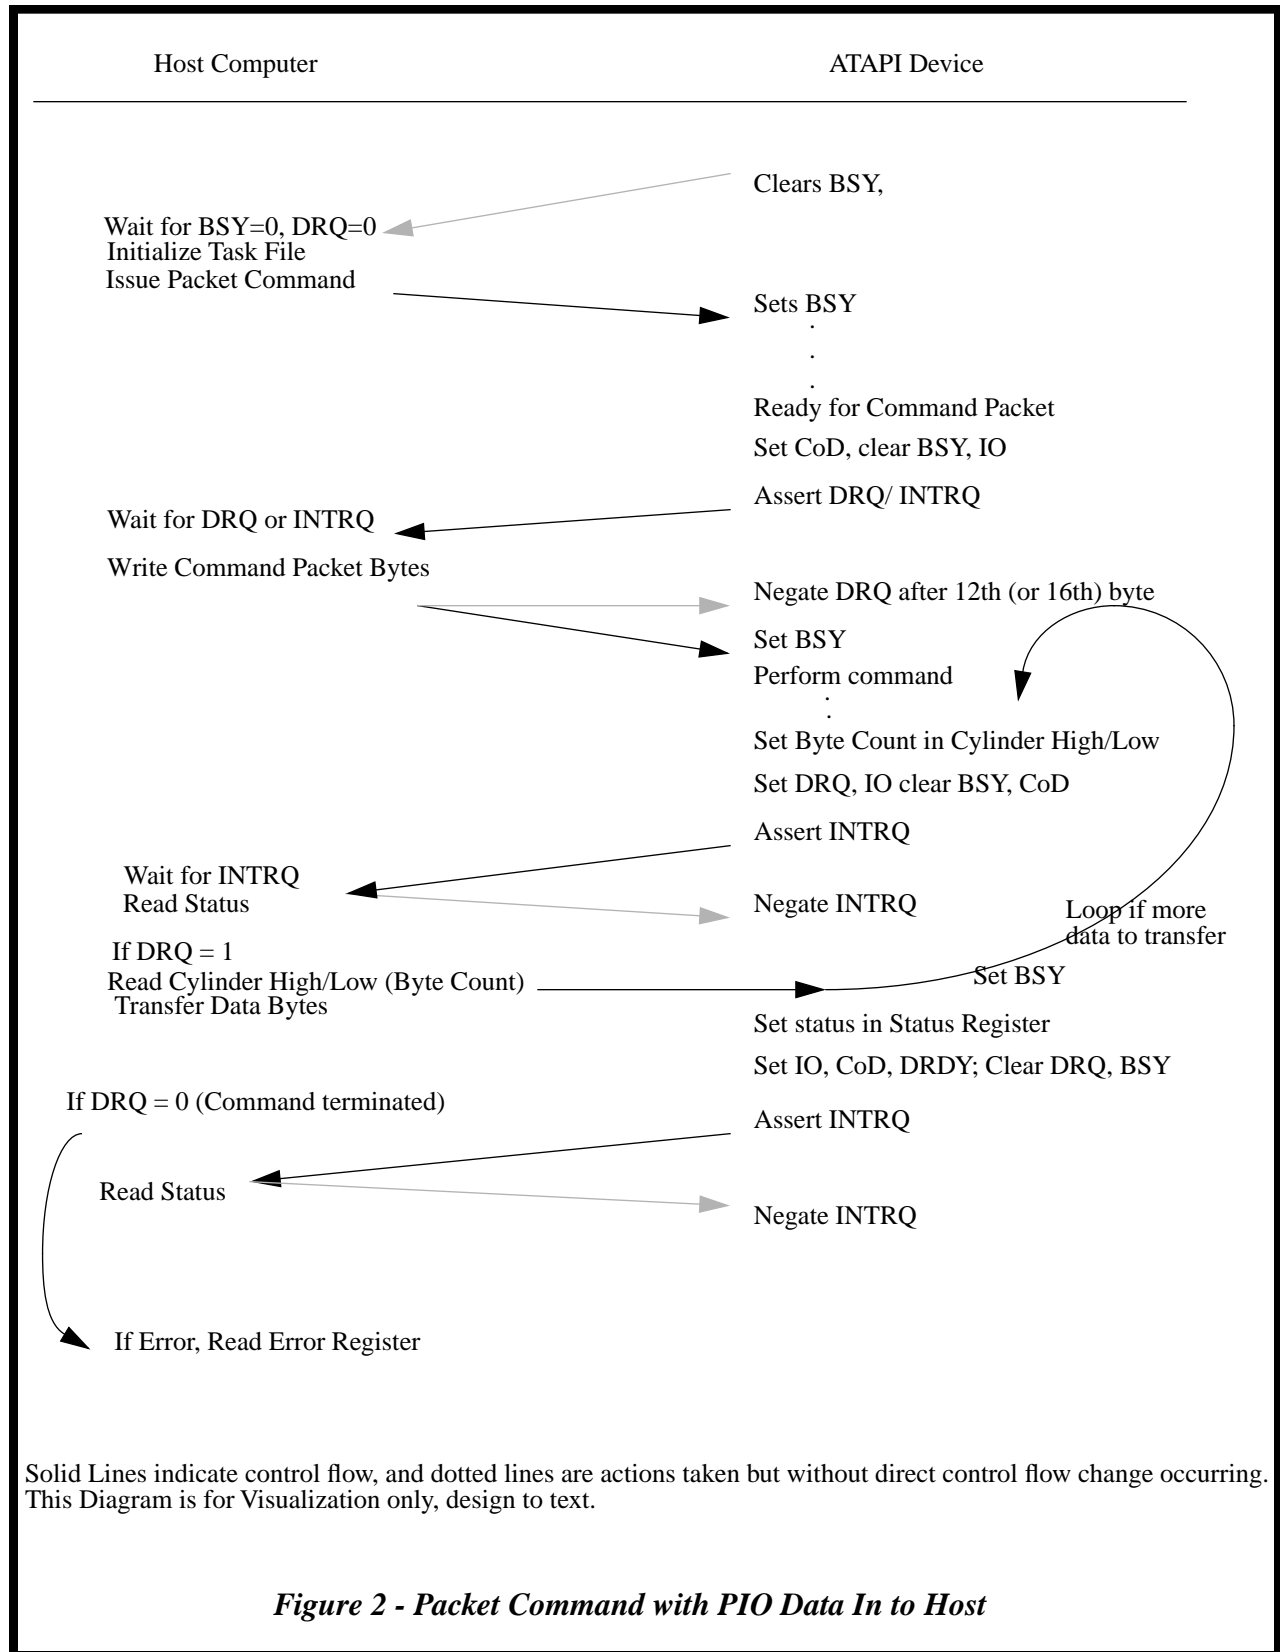 Host Computer
ATAPI Device
Clears BSY,
Wait for BSY=0, DRQ=0
Initialize Task File
Issue Packet Command
Sets BSY
.
.
.
Ready for Command Packet
Set CoD, clear BSY, IO
Assert DRQ/ INTRQ
Wait for DRQ or INTRQ
Write Command Packet Bytes
Negate DRQ after 12th (or 16th) byte
Set BSY
Perform command
.
.
Set Byte Count in Cylinder High/Low
Set DRQ, IO clear BSY, CoD
Assert INTRQ
Wait for INTRQ
Read Status
Negate INTRQ
Loop if more
data to transfer
If DRQ = 1
Read Cylinder High/Low (Byte Count)
Transfer Data Bytes
Set BSY
Set status in Status Register
Set IO, CoD, DRDY; Clear DRQ, BSY
If DRQ = 0 (Command terminated)
Assert INTRQ
Read Status
Negate INTRQ
If Error, Read Error Register
Solid Lines indicate control flow, and dotted lines are actions taken but without direct control flow change occurring.
This Diagram is for Visualization only, design to text.
Figure 2 - Packet Command with PIO Data In to Host